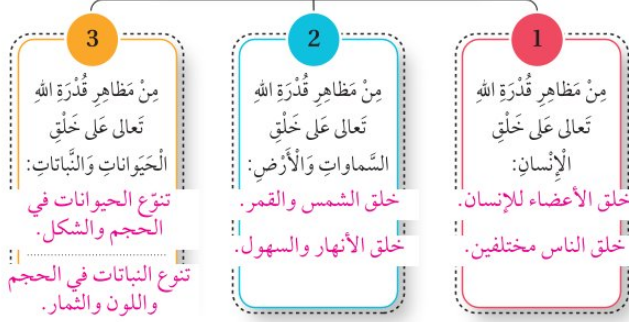 1
مِنْ مَظاهِرِ قُدْرَةِ اللهِ
تَعالى عَلى خَلْقِ
الْإِنْسانِ:
خلق الأعضاء للإنسان.
خلق الناس مختلفين.
2
مِنْ مَظاهِرِ قُدْرَةِ اللهِ
تَعالى عَلى خَلْقِ
السَّماواتِ وَالْأَرْضِ:
خلق الشمس والقمر.
خلق الأنهار والسهول.
3
مِنْ مَظاهِرِ قُدْرَةِ اللهِ
تَعالى عَلى خَلْقِ
الْحَيَواناتِ وَالنَّباتاتِ:
تنوّع الحيوانات في
الحجم والشكل.
تنوع النباتات في الحجم
واللون والثمار.